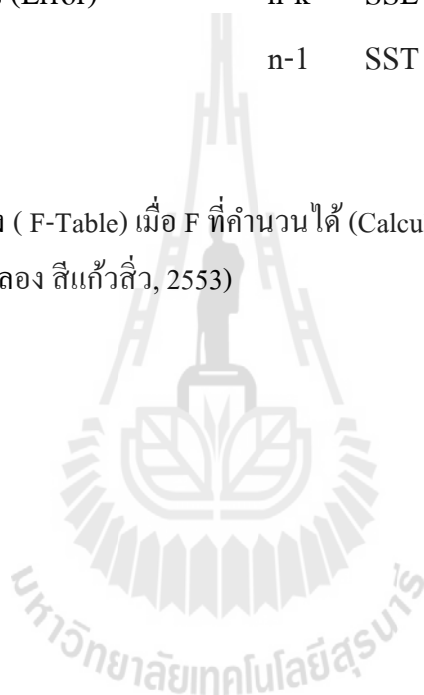 (Error) n-k SSE
n-1 SST
( F-Table) เมื่อ F ที่คำนวนได้ (Calcu
ลอง สีแก้วสิ่ว, 2553)
มหาวิทยาลัยเทคโนโลยีสุรนารี